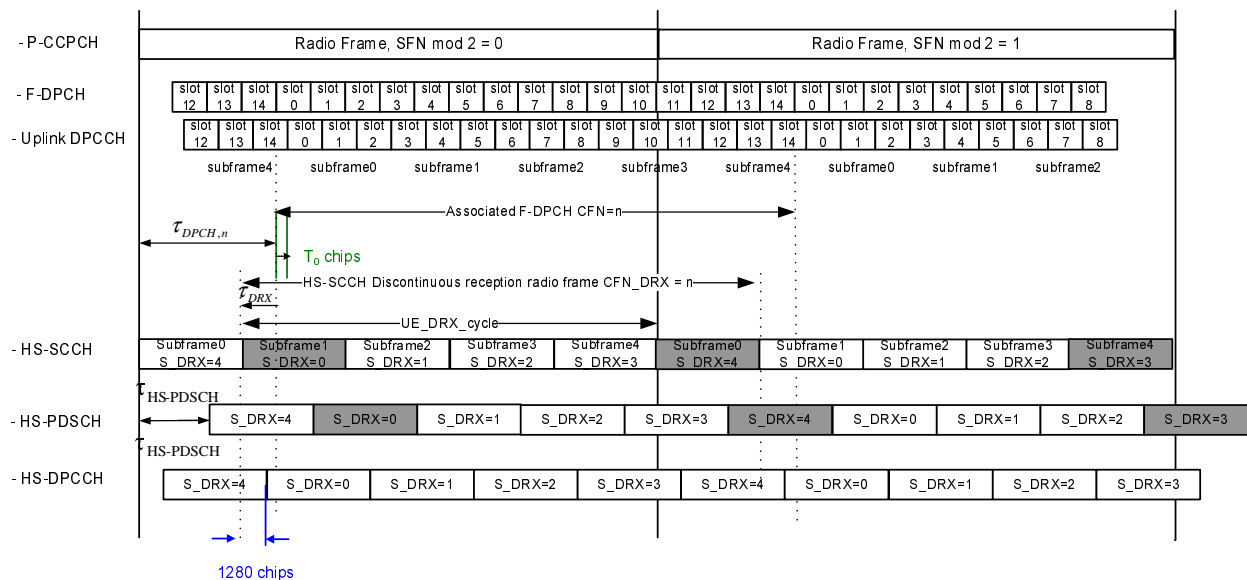 - P-CCPCH
Radio Frame, SFN mod 2 = 0
Radio Frame, SFN mod 2 = 1
- F-DPCH
slot 12 slot 13 slot 14 slot 0 slot 1 slot 2 slot 3 slot 4 slot 5 slot 6 slot 7 slot 8 slot 9 slot 10 slot 11 slot 12 slot 13 slot 14 slot 0 slot 1 slot 2 slot 3 slot 4 slot 5 slot 6 slot 7 slot 8
- Uplink DPCCH
slot 12 slot 13 slot 14 slot 0 slot 1 slot 2 slot 3 slot 4 slot 5 slot 6 slot 7 slot 8 slot 9 slot 10 slot 11 slot 12 slot 13 slot 14 slot 0 slot 1 slot 2 slot 3 slot 4 slot 5 slot 6 slot 7 slot 8
subframe4 subframe0 subframe1 subframe2 subframe3 subframe4 subframe0 subframe1 subframe2
Associated F-DPCH CFN=n
τDPCH,n
T0 chips
HS-SCCH Discontinuous reception radio frame CFN_DRX = n
τDRX
UE_DRX_cycle
- HS-SCCH
Subframe0 Subframe1 Subframe2 Subframe3 Subframe4 Subframe0 Subframe1 Subframe2 Subframe3 Subframe4
S_DRX=4 S_DRX=0 S_DRX=1 S_DRX=2 S_DRX=3 S_DRX=4 S_DRX=0 S_DRX=1 S_DRX=2 S_DRX=3
τHS-PDSCH
- HS-PDSCH
S_DRX=4 S_DRX=0 S_DRX=1 S_DRX=2 S_DRX=3 S_DRX=4 S_DRX=0 S_DRX=1 S_DRX=2 S_DRX=3
τHS-PDSCH
- HS-DPCCH
S_DRX=4 S_DRX=0 S_DRX=1 S_DRX=2 S_DRX=3 S_DRX=4 S_DRX=0 S_DRX=1 S_DRX=2 S_DRX=3
1280 chips